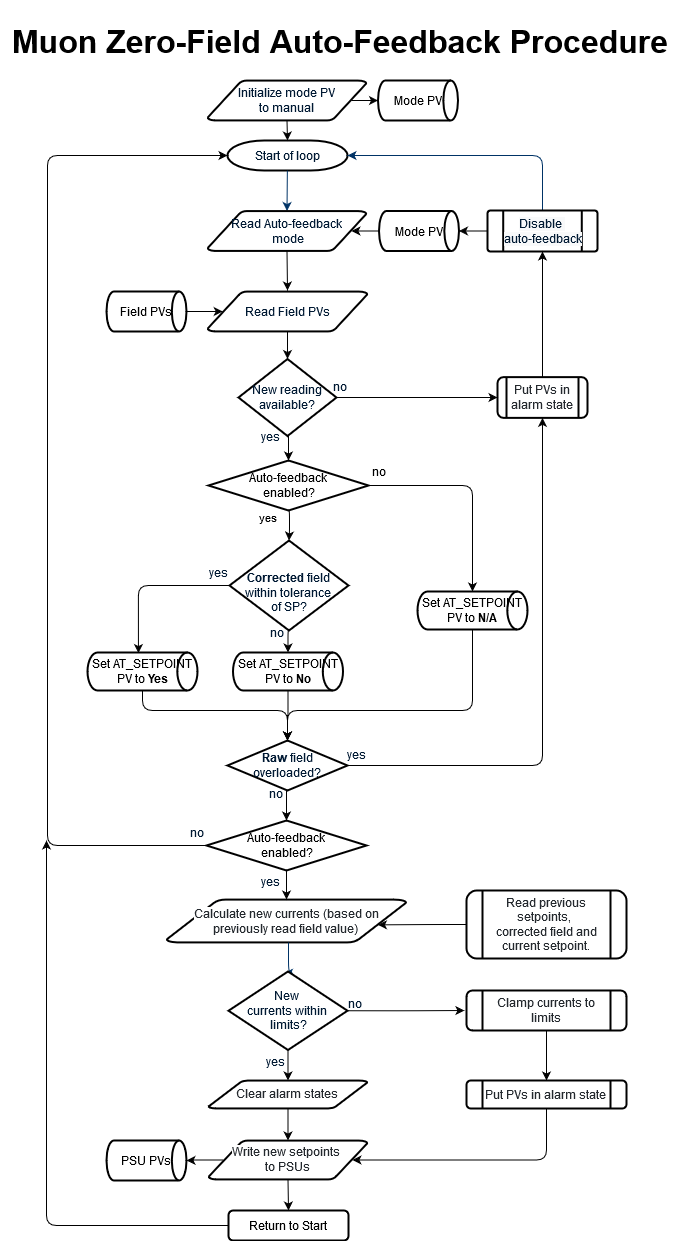 Muon Zero-Field Auto-Feedback Procedure
Initialize mode PV
to manual
Mode PV
Start of loop
Read Auto-feedback
mode
Mode PV
Disable
auto-feedback
Field PVs
Read Field PVs
New reading
available?
no
Put PVs in
alarm state
yes
Auto-feedback
enabled?
no
yes
Corrected field
within tolerance
of SP?
yes
no
Set AT_SETPOINT
PV to N/A
Set AT_SETPOINT
PV to Yes
Set AT_SETPOINT
PV to No
Raw field
overloaded?
yes
no
Auto-feedback
enabled?
no
yes
Calculate new currents (based on
previously read field value)
Read previous
setpoints,
corrected field and
current setpoint.
New
currents within
limits?
no
Clamp currents to
limits
yes
Clear alarm states
Put PVs in alarm state
PSU PVs
Write new setpoints
to PSUs
Return to Start